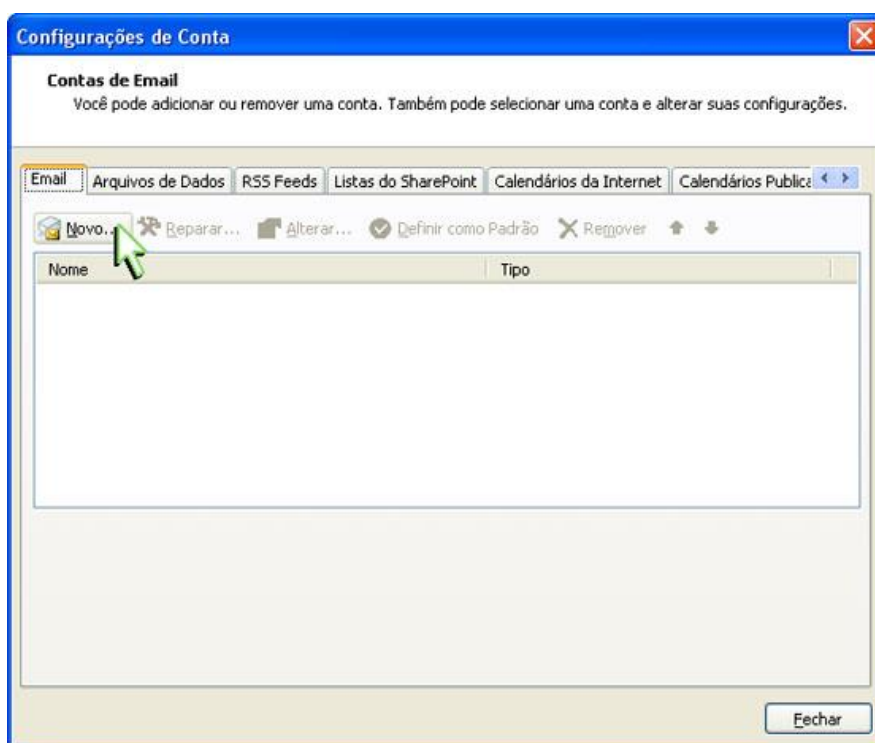 Configurações de Conta
Contas de Email
Você pode adicionar ou remover uma conta. Também pode selecionar uma conta e alterar suas configurações.
Email Arquivos de Dados RSS Feeds Listas do SharePoint Calendários da Internet Calendários Publica
Novo... Reparar... Alterar... Definir como Padrão Remover
Nome Tipo
Fechar